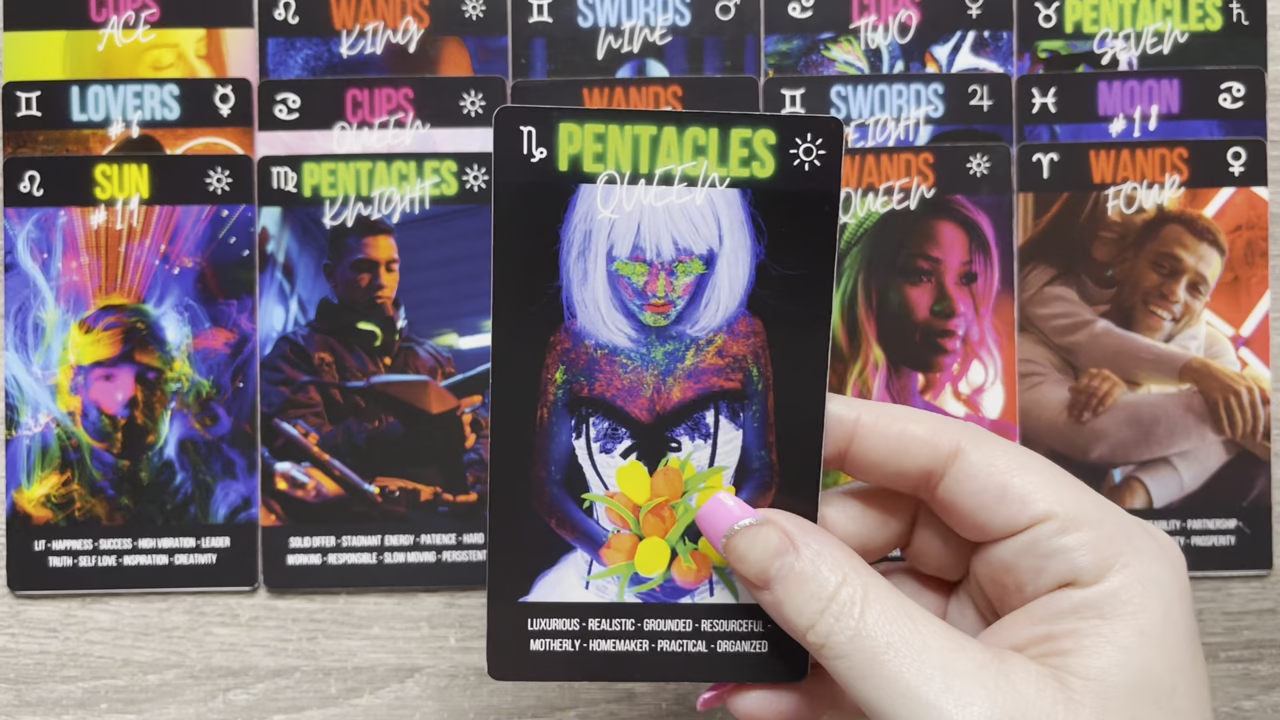 CUPS
ACE
WANDS
KING
SWORDS
NINE
CUPS
TWO
PENTACLES
SEVEN
LOVERS
#6
CUPS
QUEEN
WANDS
SWORDS
EIGHT
MOON
#18
SUN
#19
PENTACLES
KNIGHT
PENTACLES
QUEEN
WANDS
QUEEN
WANDS
FOUR
LIT - HAPPINESS - SUCCESS - HIGH VIBRATION - LEADER
TRUTH - SELF LOVE - INSPIRATION - CREATIVITY
SOLID OFFER - STAGNANT ENERGY - PATIENCE - HARD
WORKING - RESPONSIBLE - SLOW MOVING - PERSISTENT
LUXURIOUS - REALISTIC - GROUNDED - RESOURCEFUL -
MOTHERLY - HOMEMAKER - PRACTICAL - ORGANIZED
- PARTNERSHIP -
- PROSPERITY